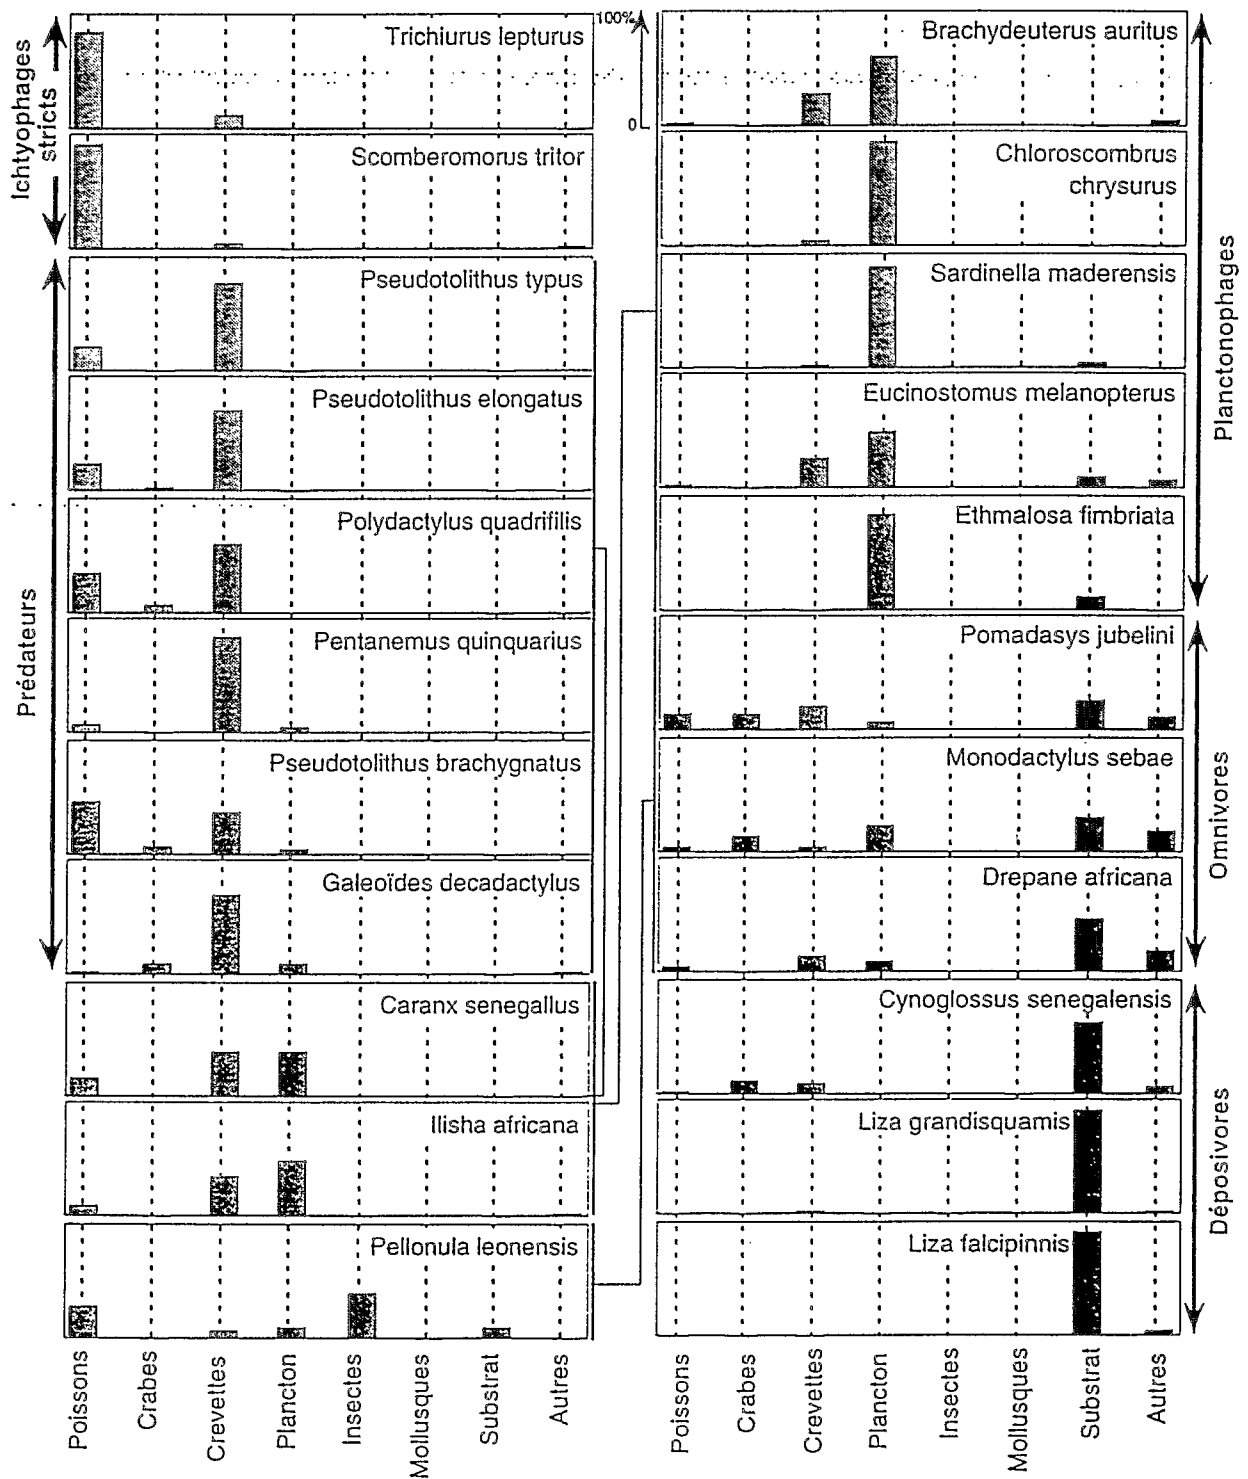 Ichtyophages
stricts
Trichiurus lepturus
Scomberomorus tritor
Prédateurs
Pseudotolithus typus
Pseudotolithus elongatus
Polydactylus quadrifilis
Pentanemus quinquarius
Pseudotolithus brachygnatus
Galeoïdes decadactylus
Caranx senegallus
Ilisha africana
Pellonula leonensis
Poissons
Crabes
Crevettes
Plancton
Insectes
Mollusques
Substrat
Autres
100%
0
Brachydeuterus auritus
Chloroscombrus
chrysurus
Sardinella maderensis
Eucinostomus melanopterus
Ethmalosa fimbriata
Planctonophages
Pomadasys jubelini
Monodactylus sebae
Drepane africana
Omnivores
Cynoglossus senegalensis
Liza grandisquamis
Liza falcipinnis
Déposivores
Poissons
Crabes
Crevettes
Plancton
Insectes
Mollusques
Substrat
Autres